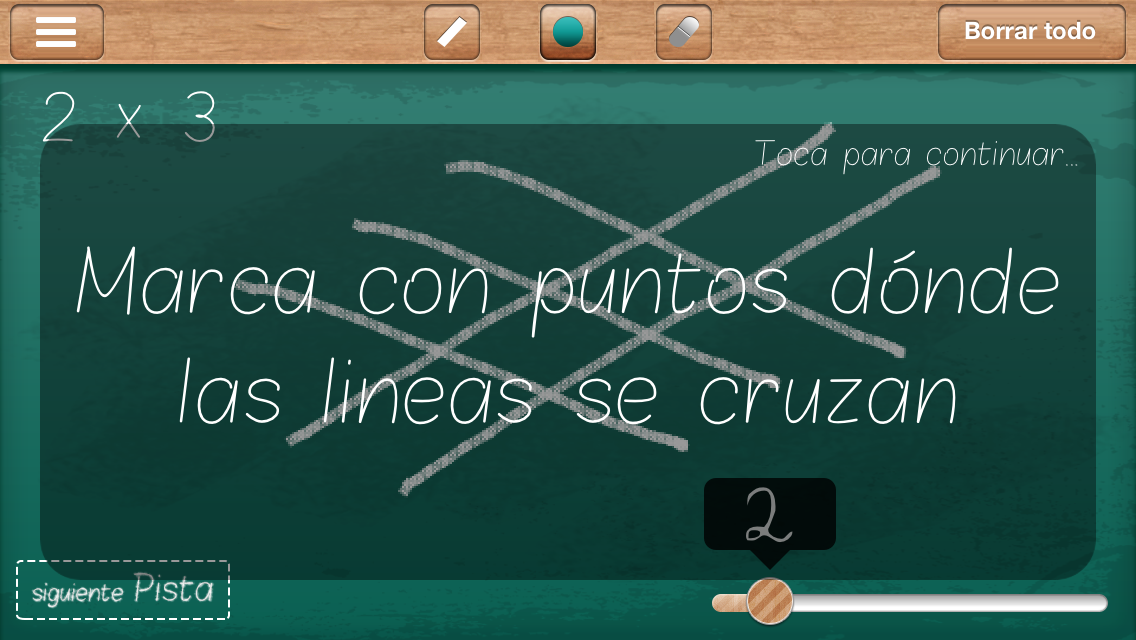 Borrar todo
2 x 3
Toca para continuar...
Marca con puntos dónde
las lineas se cruzan
2
siguiente Pista